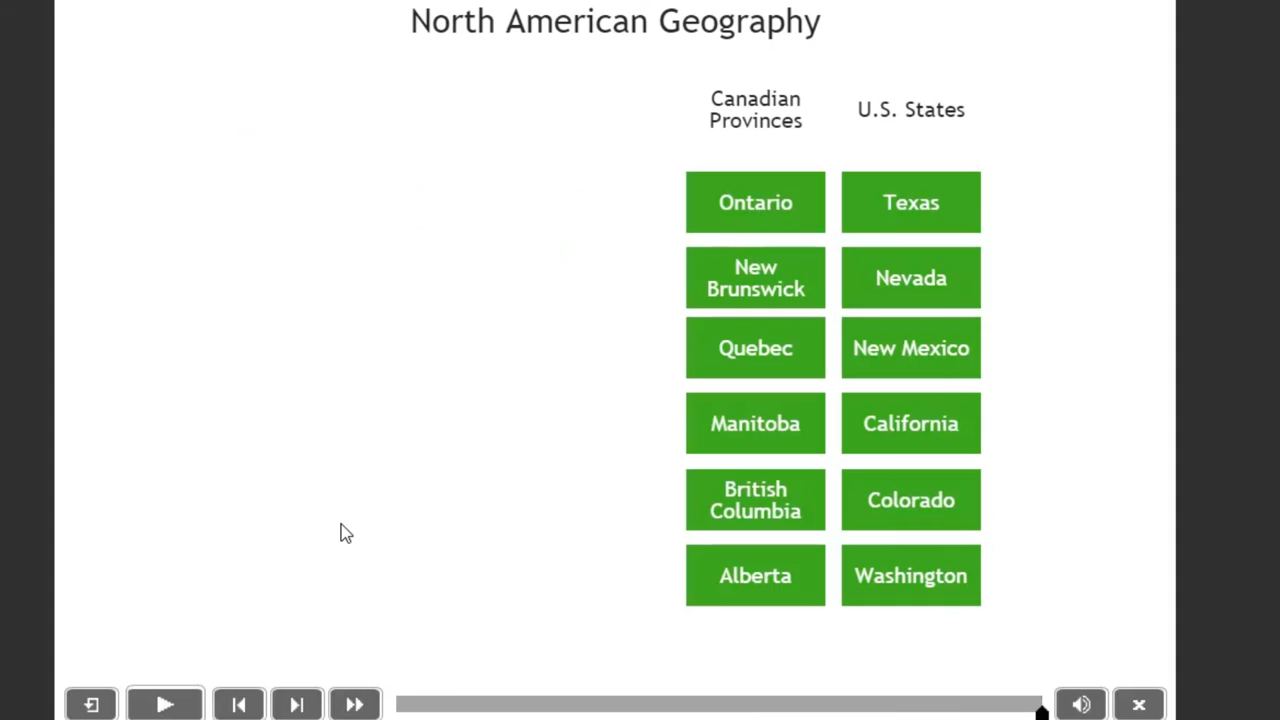 North American Geography
Canadian
Provinces
U.S. States
Ontario
Texas
New
Brunswick
Nevada
Quebec
New Mexico
Manitoba
California
British
Columbia
Colorado
Alberta
Washington